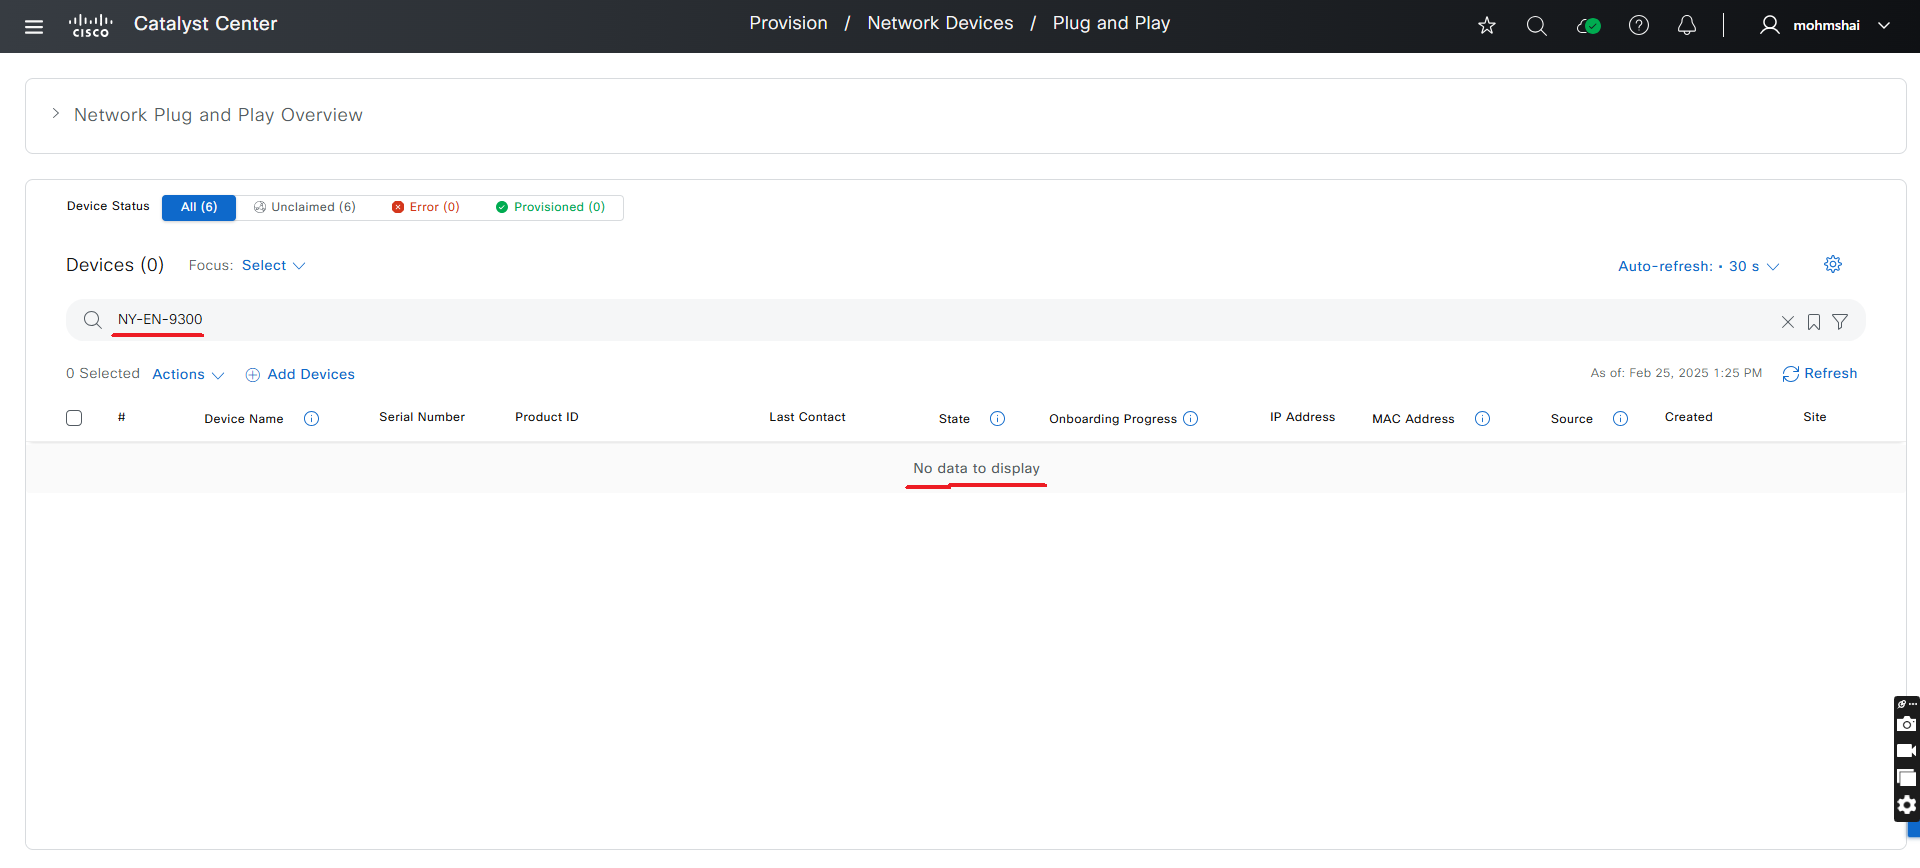 CISCO Catalyst Center
Provision / Network Devices / Plug and Play
mohmshai
Network Plug and Play Overview
Device Status All (6) Unclaimed (6) Error (0) Provisioned (0)
Devices (0) Focus: Select
Auto-refresh: • 30 s
NY-EN-9300
0 Selected Actions Add Devices
As of: Feb 25, 2025 1:25 PM Refresh
# Device Name Serial Number Product ID Last Contact State Onboarding Progress IP Address MAC Address Source Created Site
No data to display